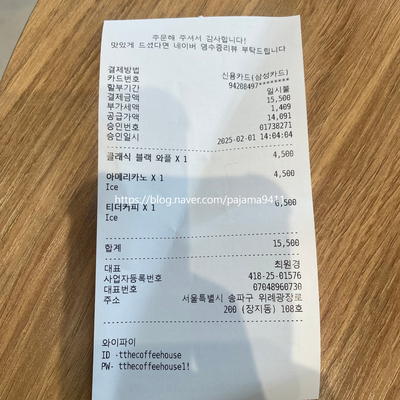 주문해 주셔서 감사합니다!
맛있게 드셨다면 네이버 영수증리뷰 부탁드립니다
결제방법 신용카드(삼성카드)
카드번호 94208497********
할부기간 일시불
결제금액 15,500
부가세액 1,409
공급가액 14,091
승인번호 01738271
승인일시 2025-02-01 14:04:04
클래식 블랙 와플 X 1 4,500
아메리카노 X 1 4,500
Ice
https://blog.naver.com/pajama9411
티더커피 X 1 6,500
Ice
합계 15,500
대표 최원경
사업자등록번호 418-25-01576
대표번호 07048960730
주소 서울특별시 송파구 위례광장로
200 (장지동) 108호
와이파이
ID -tthecoffeehouse
PW- tthecoffeehouse1!